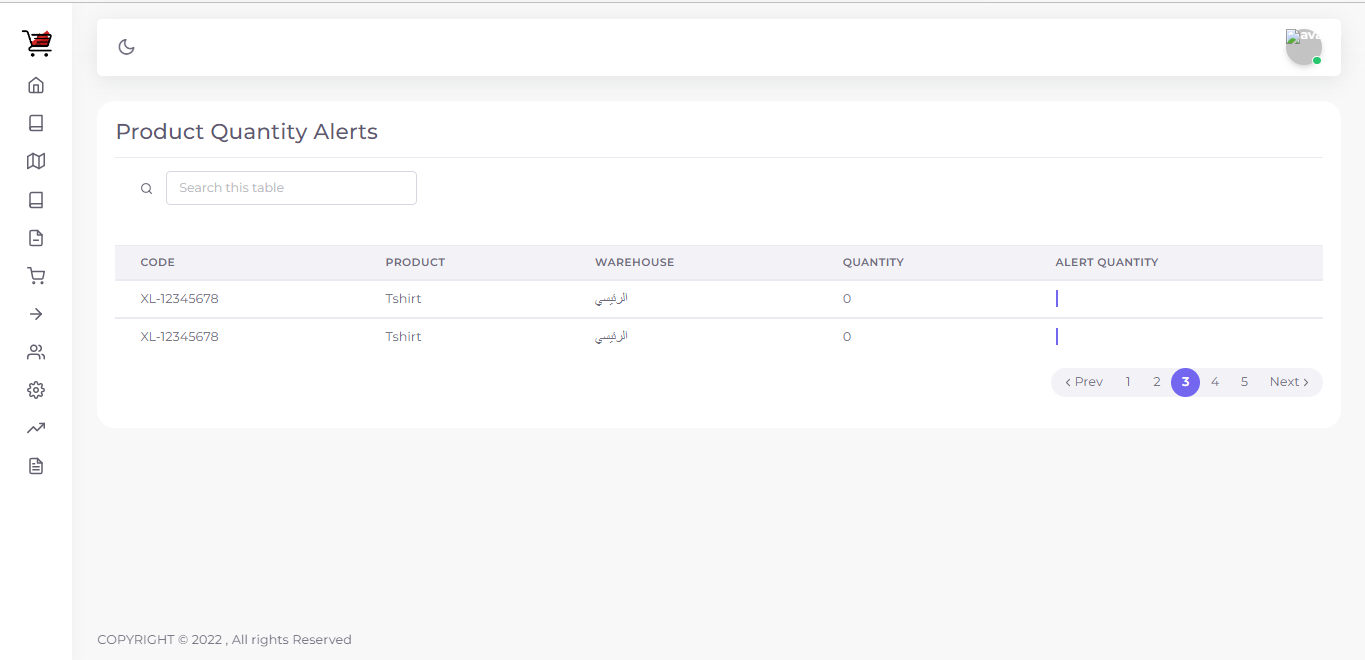 ava
Product Quantity Alerts
Search this table
CODE PRODUCT WAREHOUSE QUANTITY ALERT QUANTITY
XL-12345678 Tshirt الرئيسي 0
XL-12345678 Tshirt الرئيسي 0
‹ Prev 1 2 3 4 5 Next ›
COPYRIGHT © 2022 , All rights Reserved